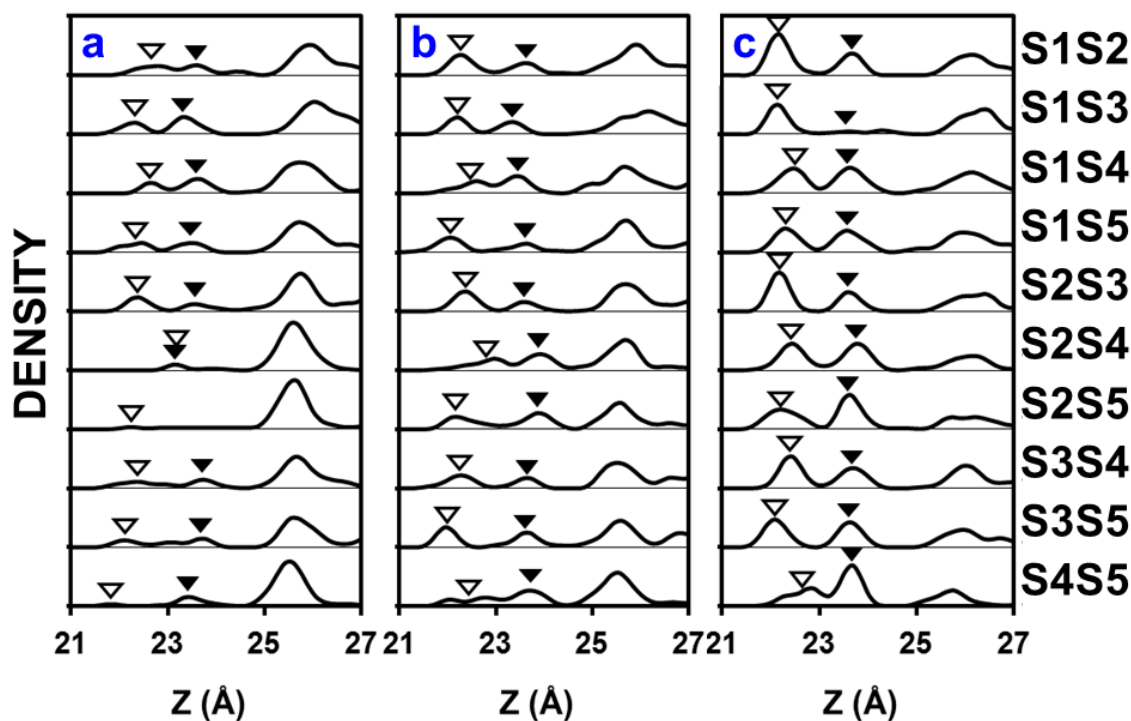 a b c
S1S2
S1S3
S1S4
S1S5
S2S3
S2S4
S2S5
S3S4
S3S5
S4S5
DENSITY
21 23 25 27 21 23 25 27 21 23 25 27
Z (Å) Z (Å) Z (Å)